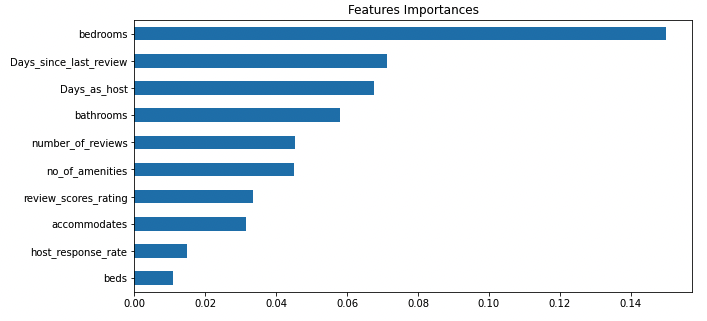 Features Importances
bedrooms
Days_since_last_review
Days_as_host
bathrooms
number_of_reviews
no_of_amenities
review_scores_rating
accommodates
host_response_rate
beds
0.00 0.02 0.04 0.06 0.08 0.10 0.12 0.14